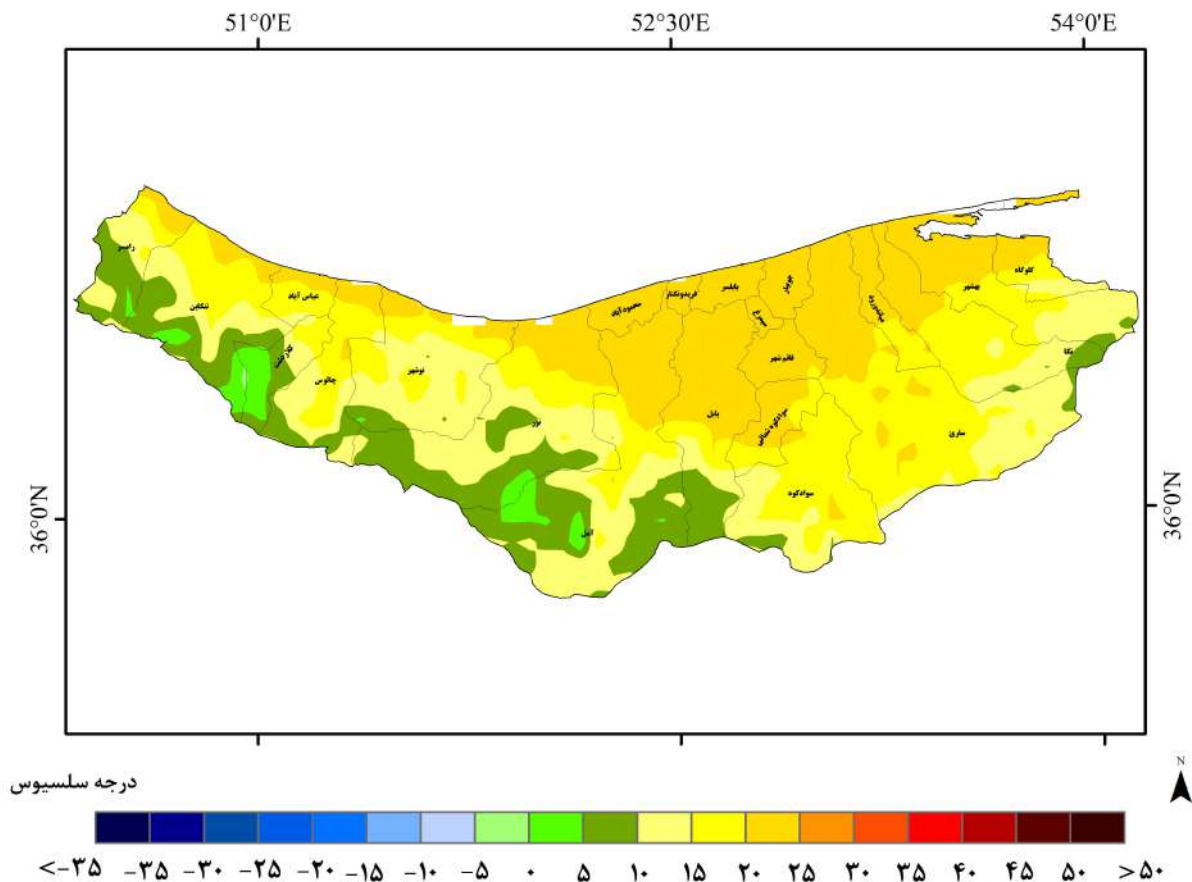 51°0'E 52°30'E 54°0'E
رامسر
تنکابن
عباس آباد
کلاردشت
چالوس
نوشهر
نور
آمل
محمودآباد
فریدونکنار
بابلسر
جویبار
سیمرغ
قائم شهر
بابل
سوادکوه شمالی
سوادکوه
میاندورود
ساری
بهشهر
گلوگاه
نکا
36°0'N 36°0'N
درجه سلسیوس
N
<-۳۵ -۳۵ -۳۰ -۲۵ -۲۰ -۱۵ -۱۰ -۵ ۰ ۵ ۱۰ ۱۵ ۲۰ ۲۵ ۳۰ ۳۵ ۴۰ ۴۵ ۵۰ >۵۰